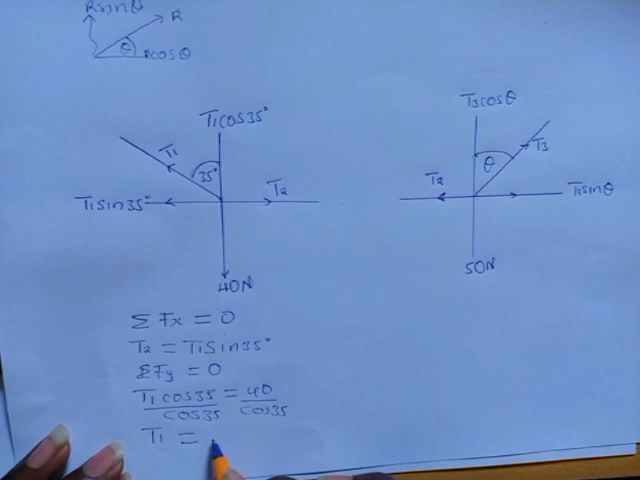 Rsinθ
R
θ
Rcosθ
T1cos35°
T1
35°
T2
T1sin35°
40N
T3cosθ
T3
θ
T2
T1sinθ
50N
ΣFx = 0
T2 = T1Sin35°
ΣFy = 0
T1cos35 = 40
cos35 cos35
T1 =